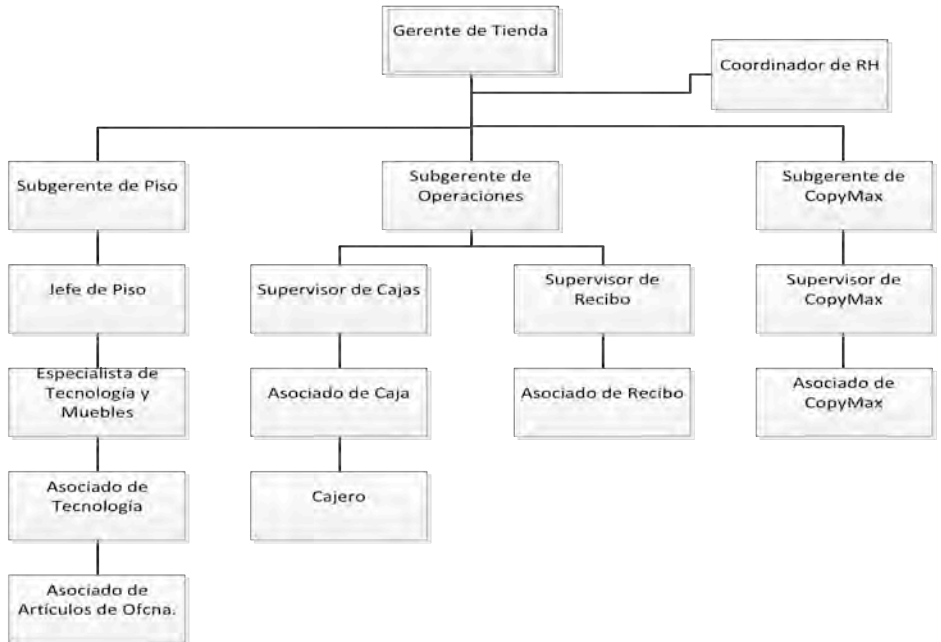 Gerente de Tienda
Coordinador de RH
Subgerente de Piso
Subgerente de
Operaciones
Subgerente de
CopyMax
Jefe de Piso
Supervisor de Cajas
Supervisor de
Recibo
Supervisor de
CopyMax
Especialista de
Tecnología y
Muebles
Asociado de Caja
Asociado de Recibo
Asociado de
CopyMax
Asociado de
Tecnología
Cajero
Asociado de
Artículos de Ofcna.